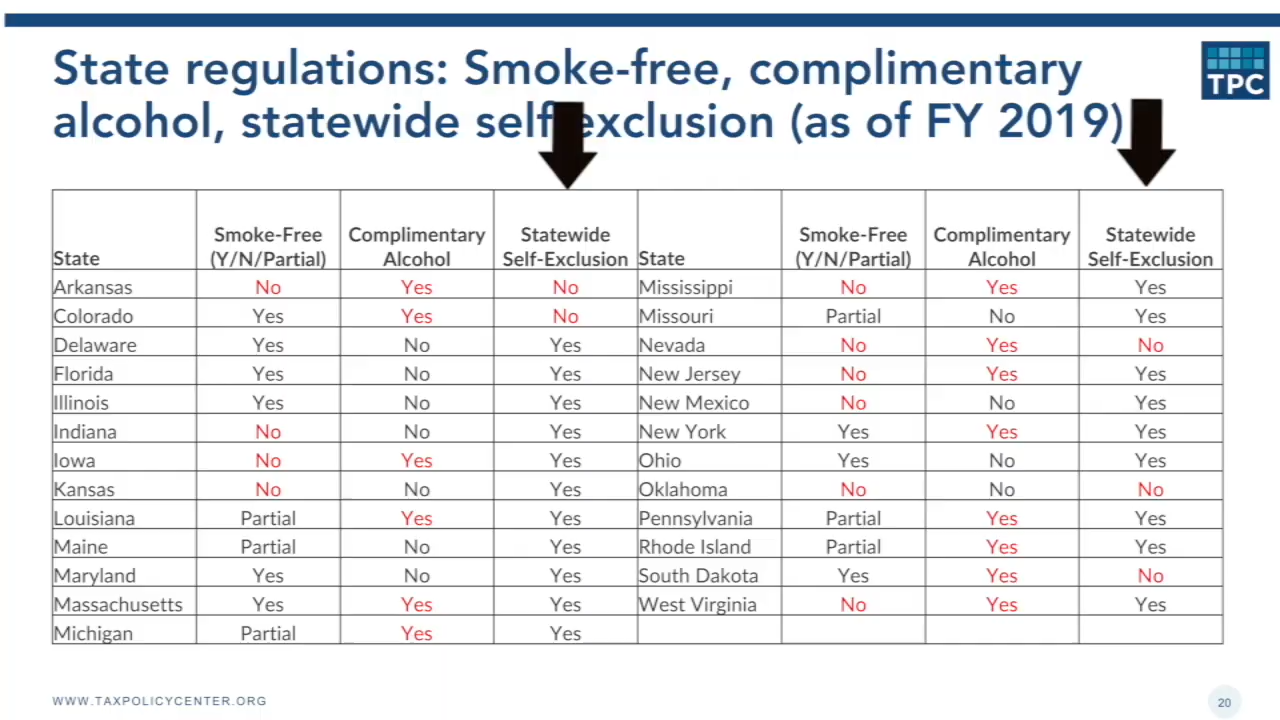 State regulations: Smoke-free, complimentary
alcohol, statewide self-exclusion (as of FY 2019)
TPC
State | Smoke-Free (Y/N/Partial) | Complimentary Alcohol | Statewide Self-Exclusion | State | Smoke-Free (Y/N/Partial) | Complimentary Alcohol | Statewide Self-Exclusion
Arkansas | No | Yes | No | Mississippi | No | Yes | Yes
Colorado | Yes | Yes | No | Missouri | Partial | No | Yes
Delaware | Yes | No | Yes | Nevada | No | Yes | No
Florida | Yes | No | Yes | New Jersey | No | Yes | Yes
Illinois | Yes | No | Yes | New Mexico | No | No | Yes
Indiana | No | No | Yes | New York | Yes | Yes | Yes
Iowa | No | Yes | Yes | Ohio | Yes | No | Yes
Kansas | No | No | Yes | Oklahoma | No | No | No
Louisiana | Partial | Yes | Yes | Pennsylvania | Partial | Yes | Yes
Maine | Partial | No | Yes | Rhode Island | Partial | Yes | Yes
Maryland | Yes | No | Yes | South Dakota | Yes | Yes | No
Massachusetts | Yes | Yes | Yes | West Virginia | No | Yes | Yes
Michigan | Partial | Yes | Yes
WWW.TAXPOLICYCENTER.ORG
20